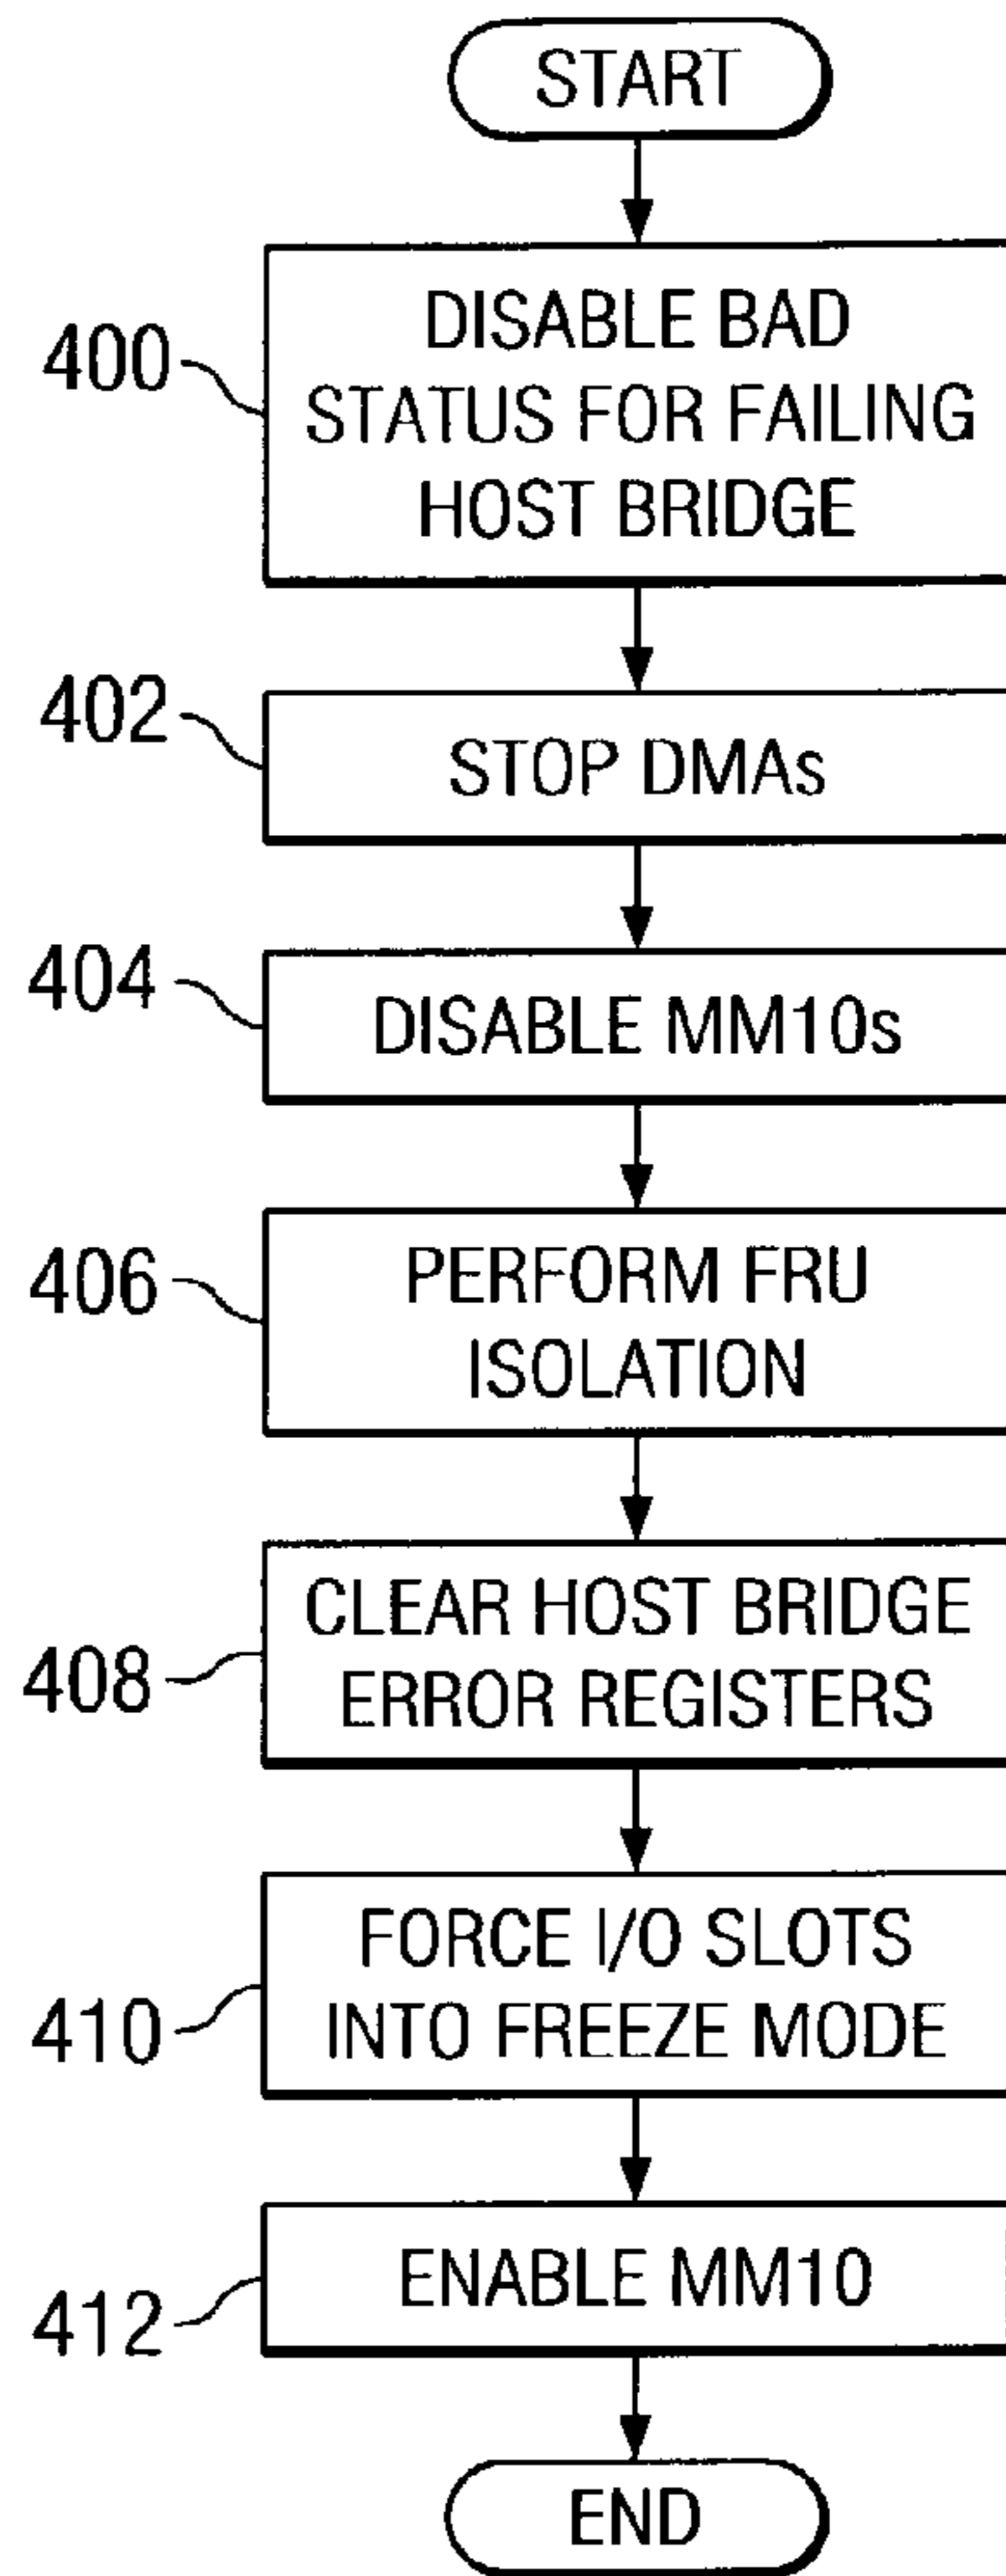 START
400
DISABLE BAD
STATUS FOR FAILING
HOST BRIDGE
402
STOP DMAs
404
DISABLE MM10s
406
PERFORM FRU
ISOLATION
408
CLEAR HOST BRIDGE
ERROR REGISTERS
410
FORCE I/O SLOTS
INTO FREEZE MODE
412
ENABLE MM10
END